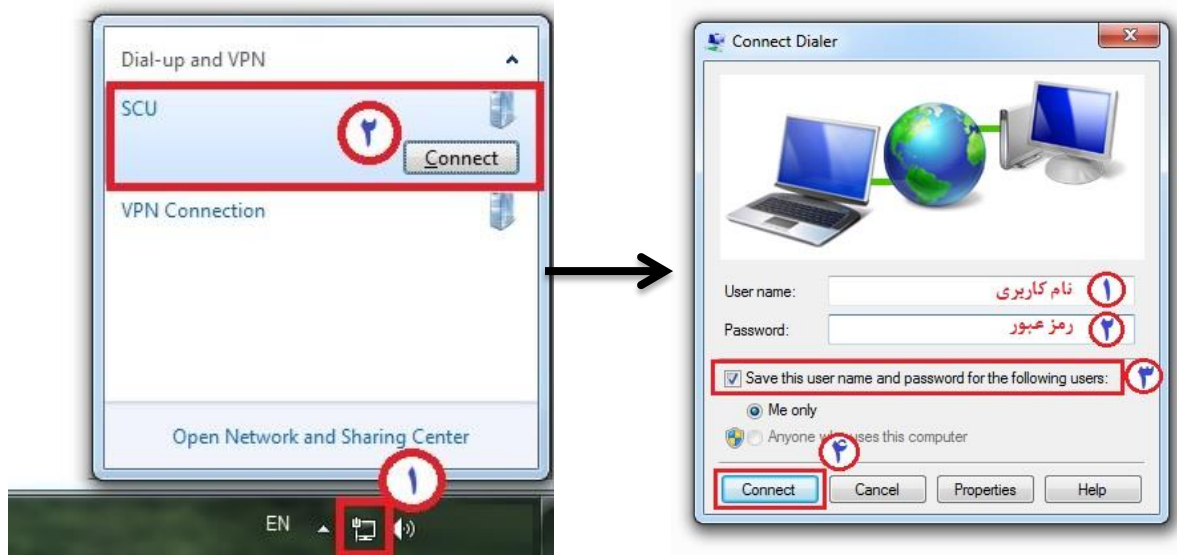 Dial-up and VPN
SCU
۲
Connect
VPN Connection
Open Network and Sharing Center
۱
EN
Connect Dialer
User name:
نام کاربری ۱
Password:
رمز عبور ۲
Save this user name and password for the following users: ۳
Me only
Anyone who uses this computer
۴
Connect Cancel Properties Help